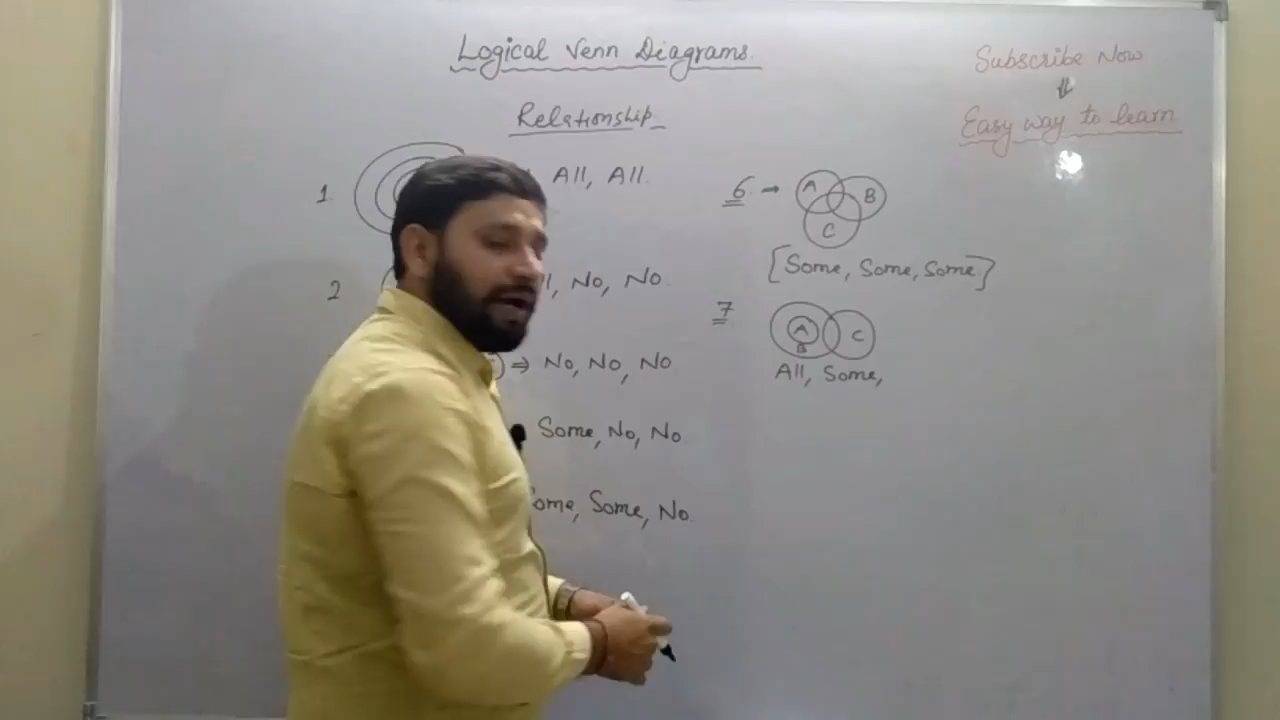 Logical Venn Diagrams.
Subscribe Now
Easy way to learn
Relationship
1. All, All.
2 No, No.
⇒ No, No, No
Some, No, No
Some, No.
6. → A B
C
[Some, Some, Some]
7 A B C
All, Some,